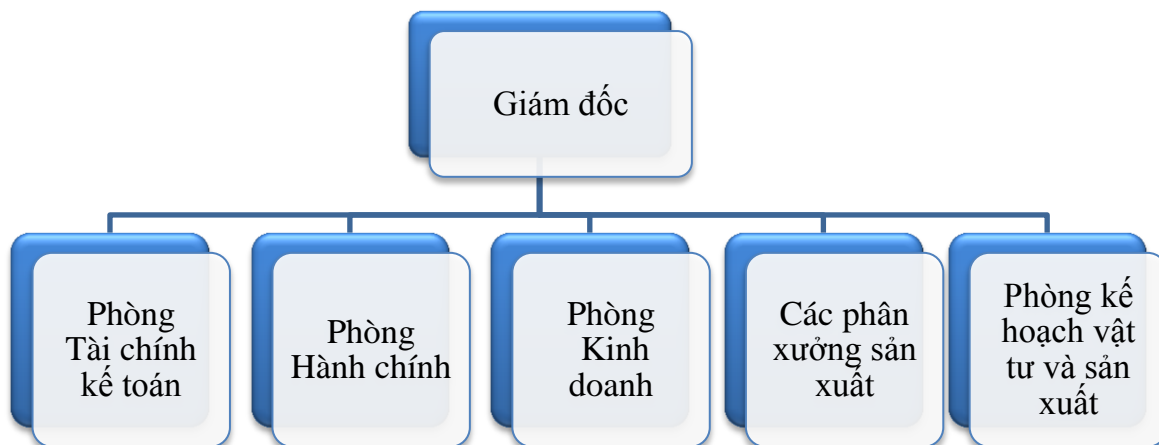 Giám đốc
Phòng
Tài chính
kế toán
Phòng
Hành chính
Phòng
Kinh
doanh
Các phân
xưởng sản
xuất
Phòng kế
hoạch vật
tư và sản
xuất